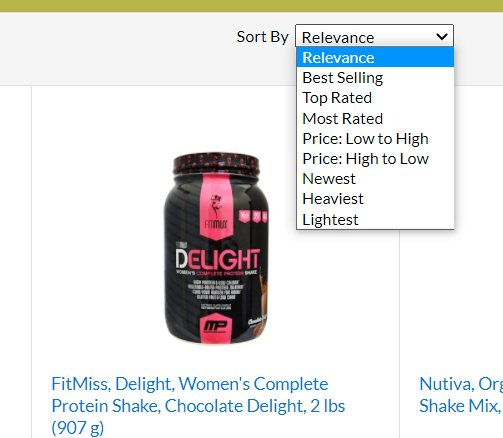 Sort By Relevance
Relevance
Best Selling
Top Rated
Most Rated
Price: Low to High
Price: High to Low
Newest
Heaviest
Lightest
FITMISS
DELIGHT
WOMEN'S COMPLETE PROTEIN SHAKE
MP
FitMiss, Delight, Women's Complete
Protein Shake, Chocolate Delight, 2 lbs
(907 g)
Nutiva, Org
Shake Mix,